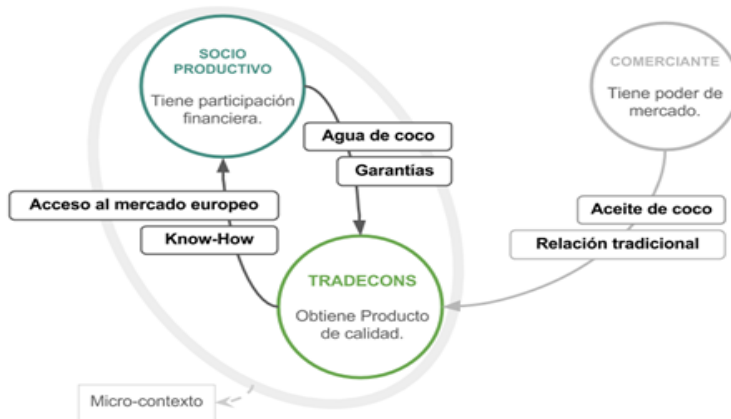 SOCIO
PRODUCTIVO
Tiene participación
financiera.
COMERCIANTE
Tiene poder de
mercado.
Agua de coco
Garantías
Acceso al mercado europeo
Know-How
Aceite de coco
Relación tradicional
TRADECONS
Obtiene Producto
de calidad.
Micro-contexto